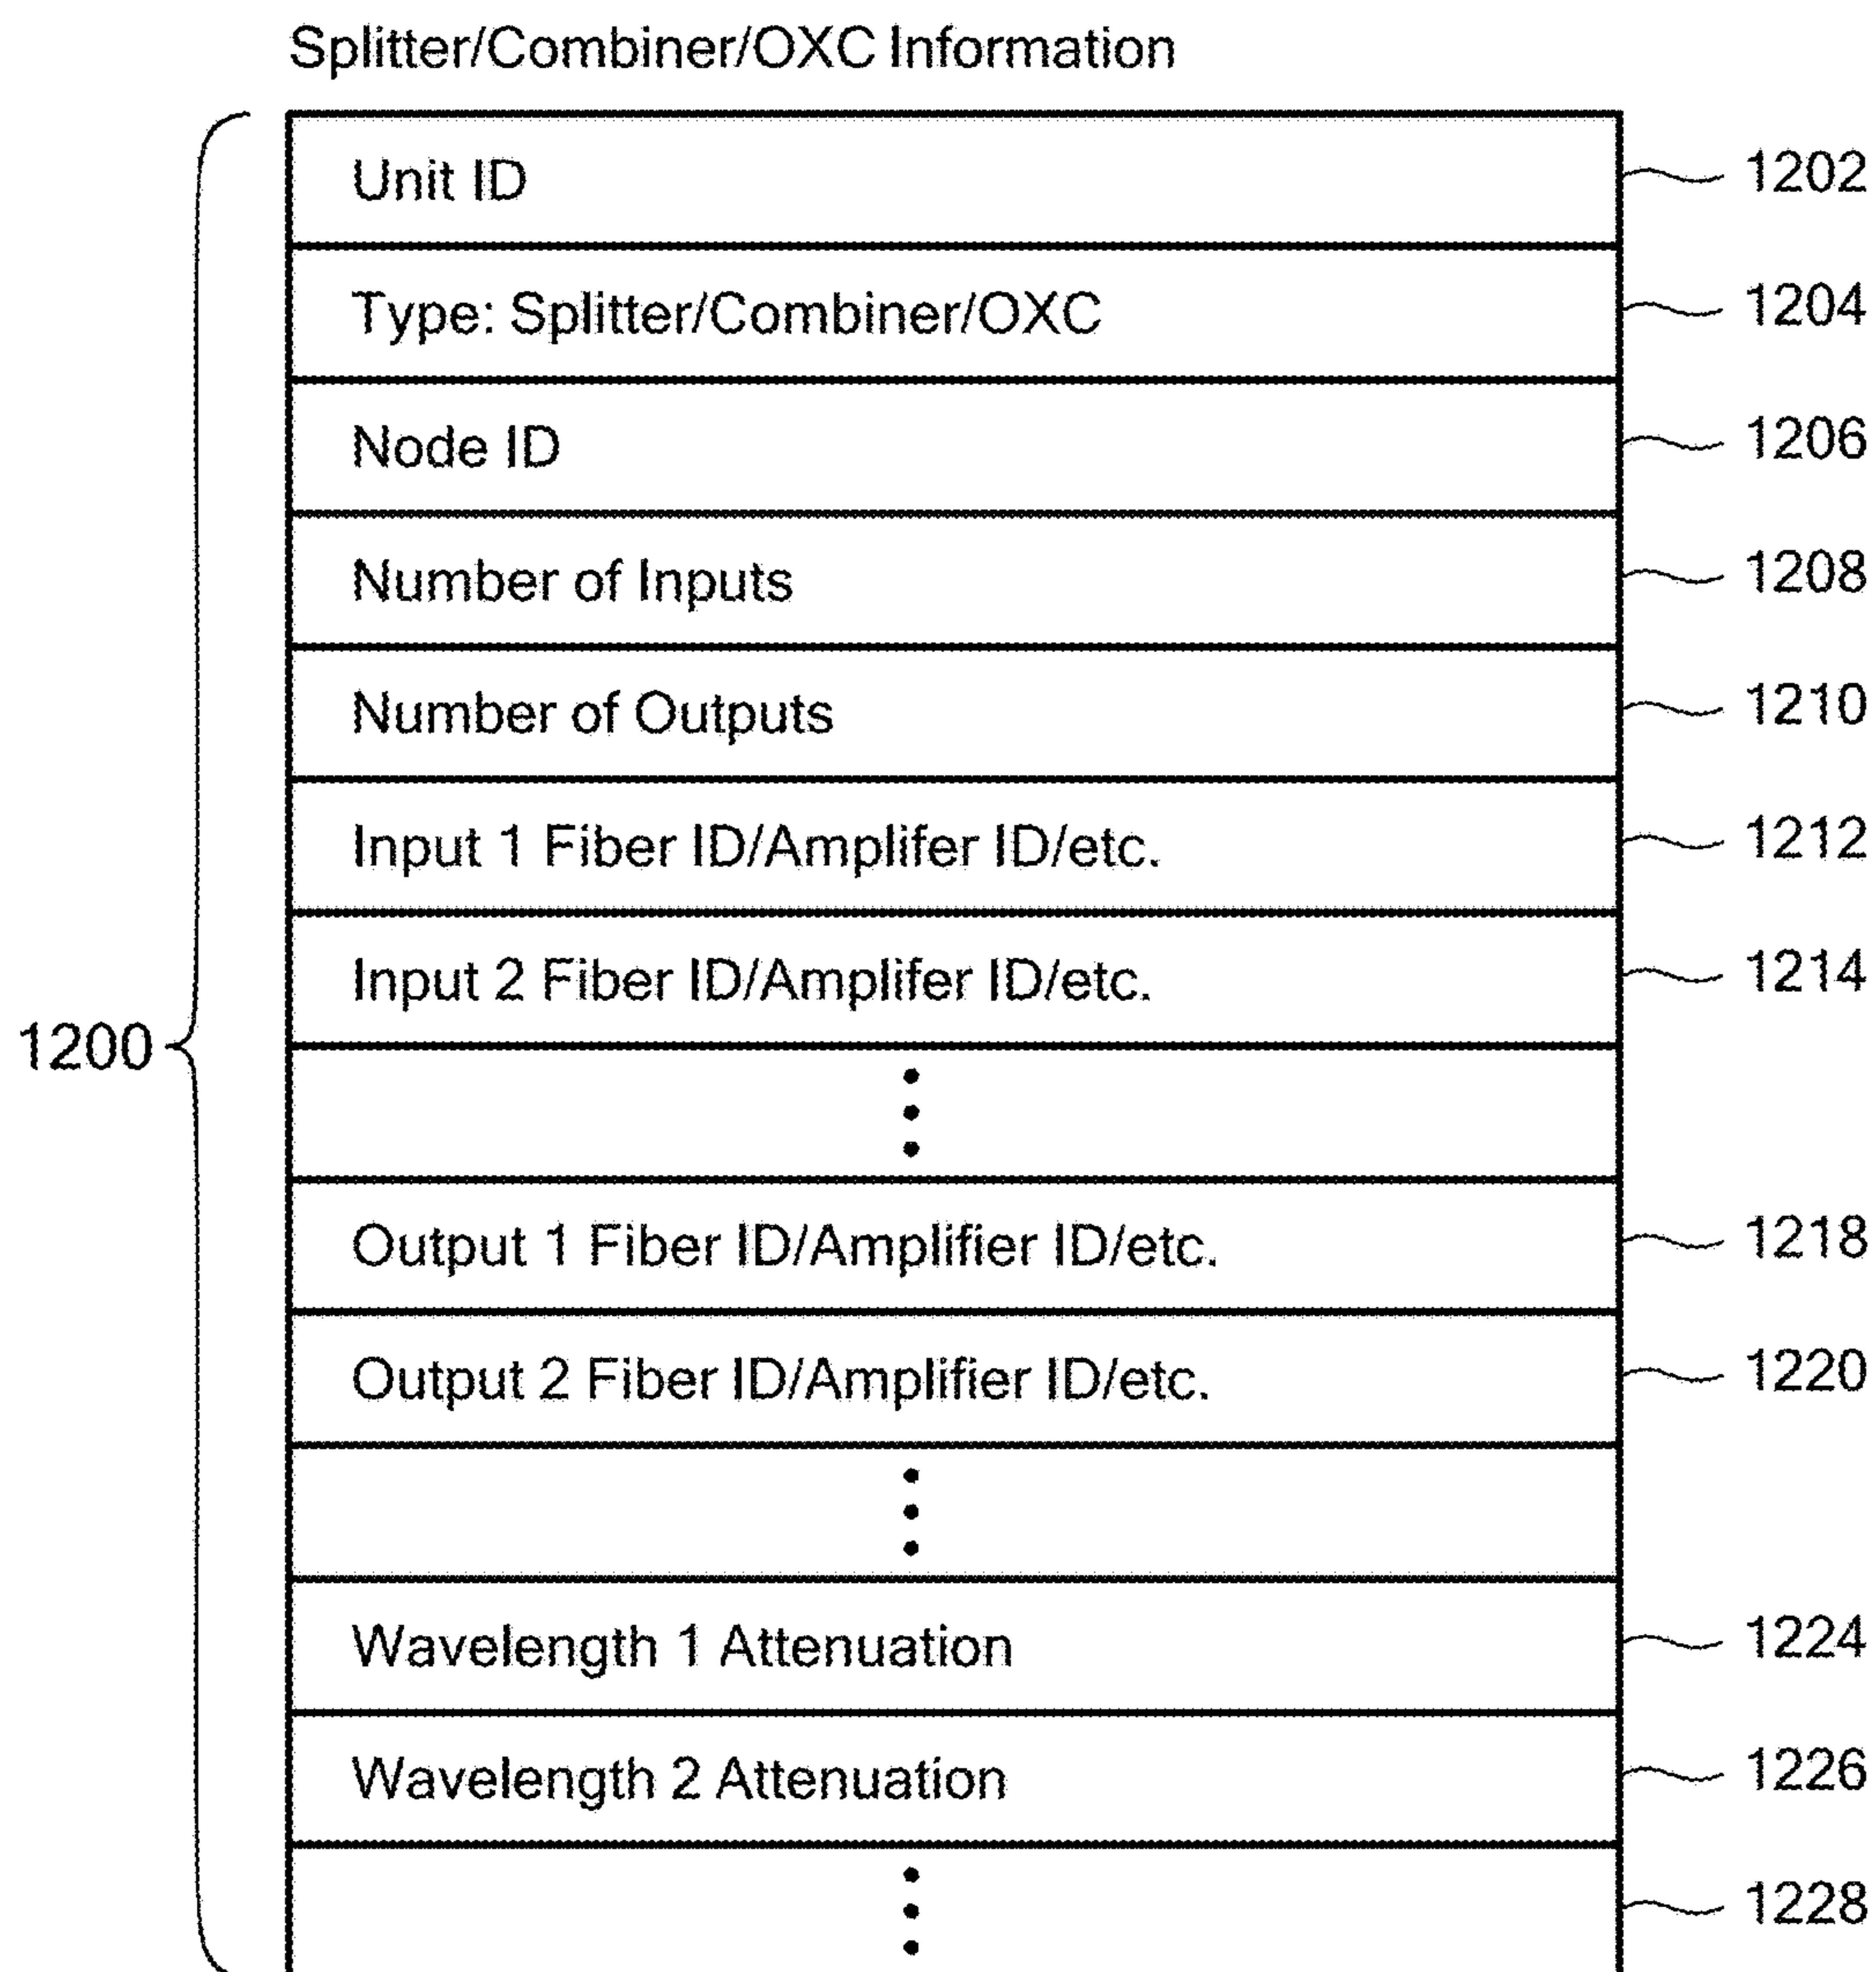 Splitter/Combiner/OXC Information
Unit ID 1202
Type: Splitter/Combiner/OXC 1204
Node ID 1206
Number of Inputs 1208
Number of Outputs 1210
Input 1 Fiber ID/Amplifer ID/etc. 1212
Input 2 Fiber ID/Amplifer ID/etc. 1214
1200
Output 1 Fiber ID/Amplifier ID/etc. 1218
Output 2 Fiber ID/Amplifier ID/etc. 1220
Wavelength 1 Attenuation 1224
Wavelength 2 Attenuation 1226
1228